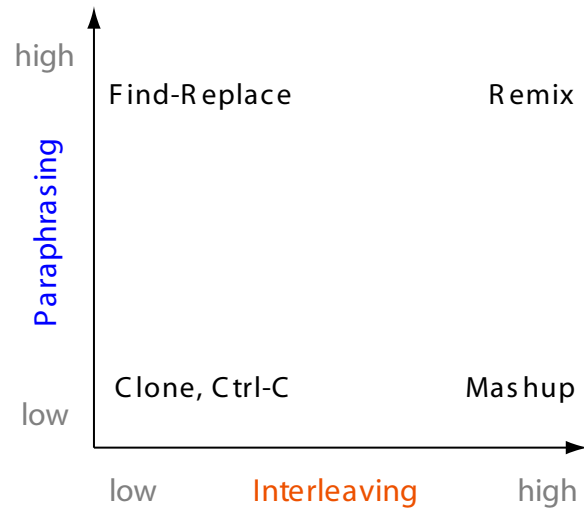 high
Find-Replace Remix
Paraphrasing
Clone, Ctrl-C Mashup
low
low Interleaving high